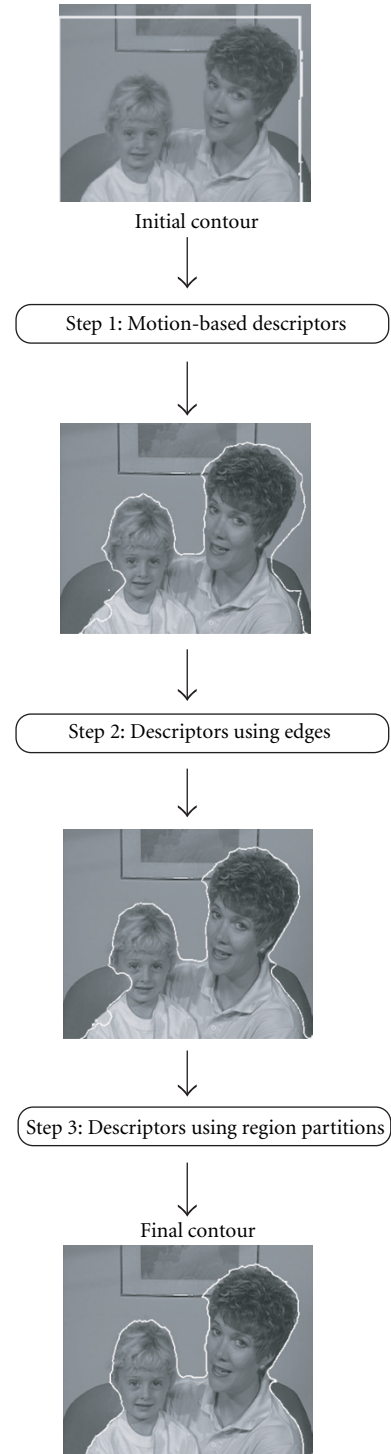 Initial contour
Step 1: Motion-based descriptors
Step 2: Descriptors using edges
Step 3: Descriptors using region partitions
Final contour